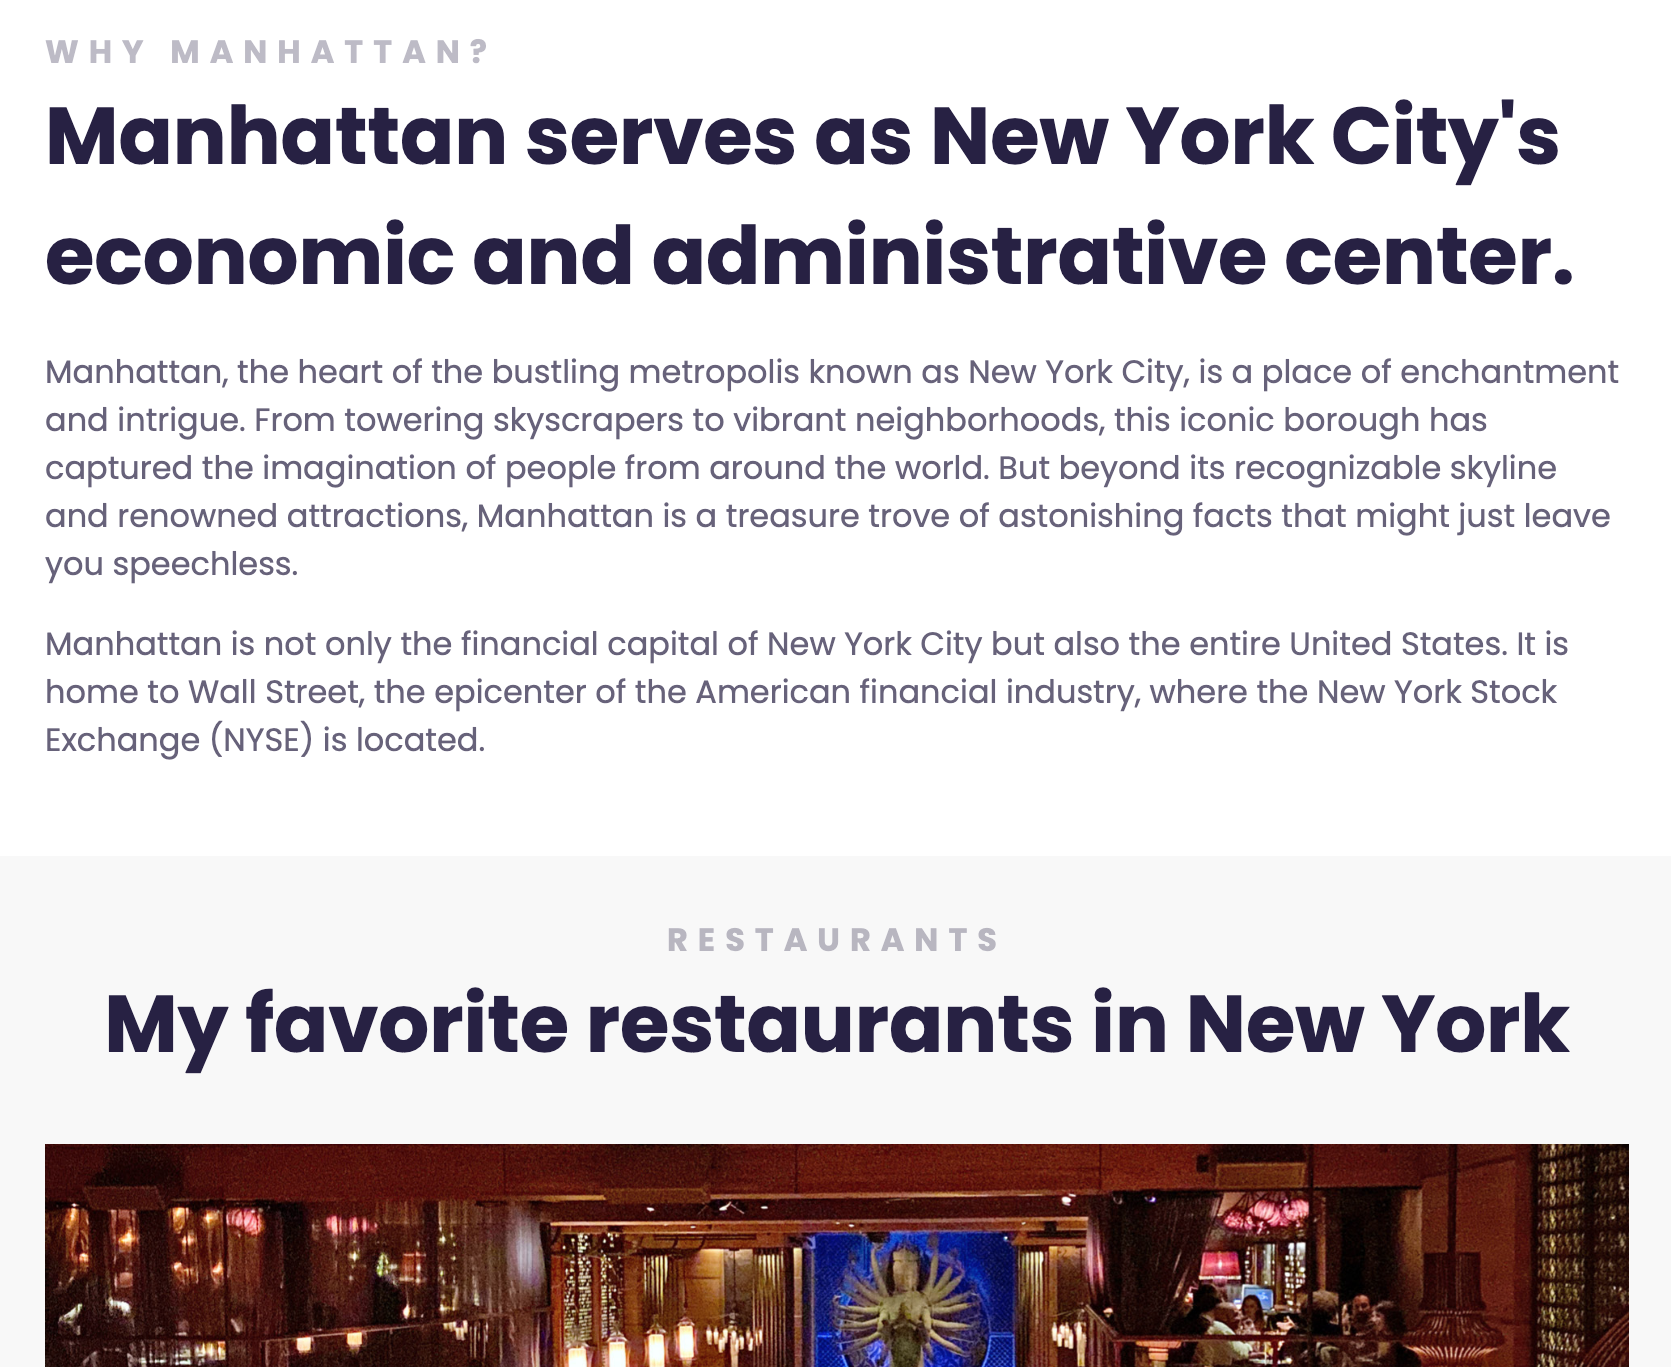 WHY MANHATTAN?
Manhattan serves as New York City's
economic and administrative center.
Manhattan, the heart of the bustling metropolis known as New York City, is a place of enchantment
and intrigue. From towering skyscrapers to vibrant neighborhoods, this iconic borough has
captured the imagination of people from around the world. But beyond its recognizable skyline
and renowned attractions, Manhattan is a treasure trove of astonishing facts that might just leave
you speechless.
Manhattan is not only the financial capital of New York City but also the entire United States. It is
home to Wall Street, the epicenter of the American financial industry, where the New York Stock
Exchange (NYSE) is located.
RESTAURANTS
My favorite restaurants in New York